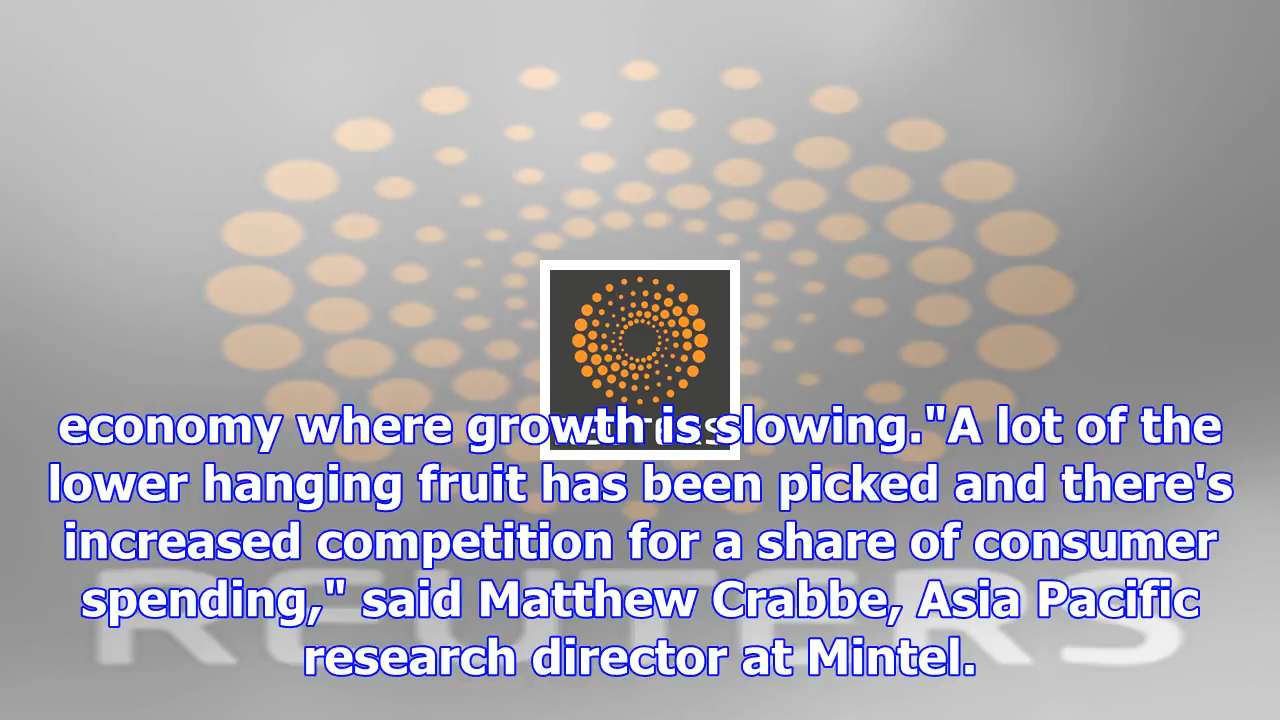 economy where growth is slowing."A lot of the
lower hanging fruit has been picked and there's
increased competition for a share of consumer
spending," said Matthew Crabbe, Asia Pacific
research director at Mintel.
REUTERS